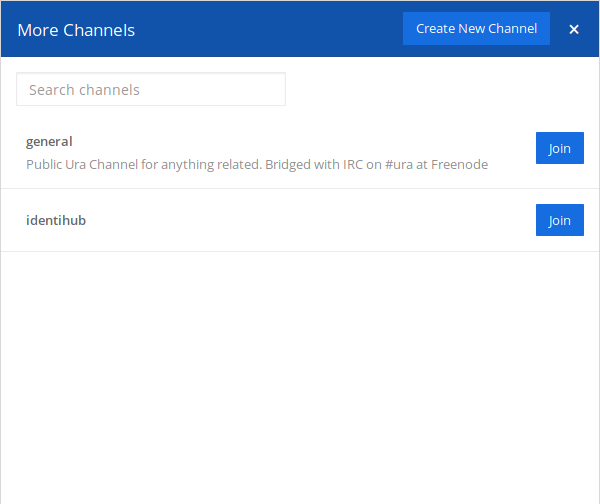 More Channels
Create New Channel
×
Search channels
general
Join
Public Ura Channel for anything related. Bridged with IRC on #ura at Freenode
identihub
Join